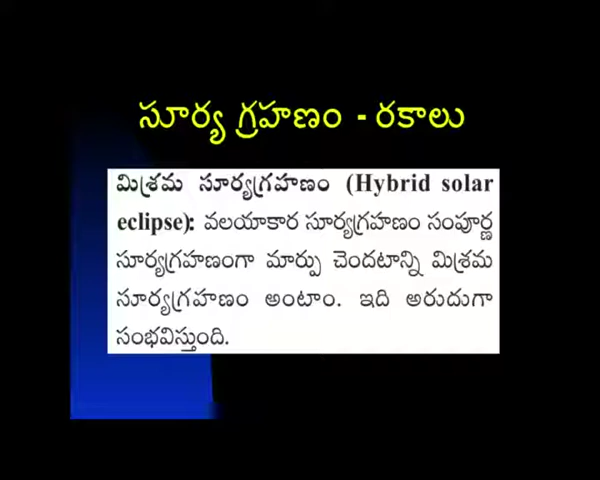 సూర్య గ్రహణం - రకాలు
మిశ్రమ సూర్యగ్రహణం (Hybrid solar
eclipse): వలయాకార సూర్యగ్రహణం సంపూర్ణ
సూర్యగ్రహణంగా మార్పు చెందటాన్ని మిశ్రమ
సూర్యగ్రహణం అంటాం. ఇది అరుదుగా
సంభవిస్తుంది.